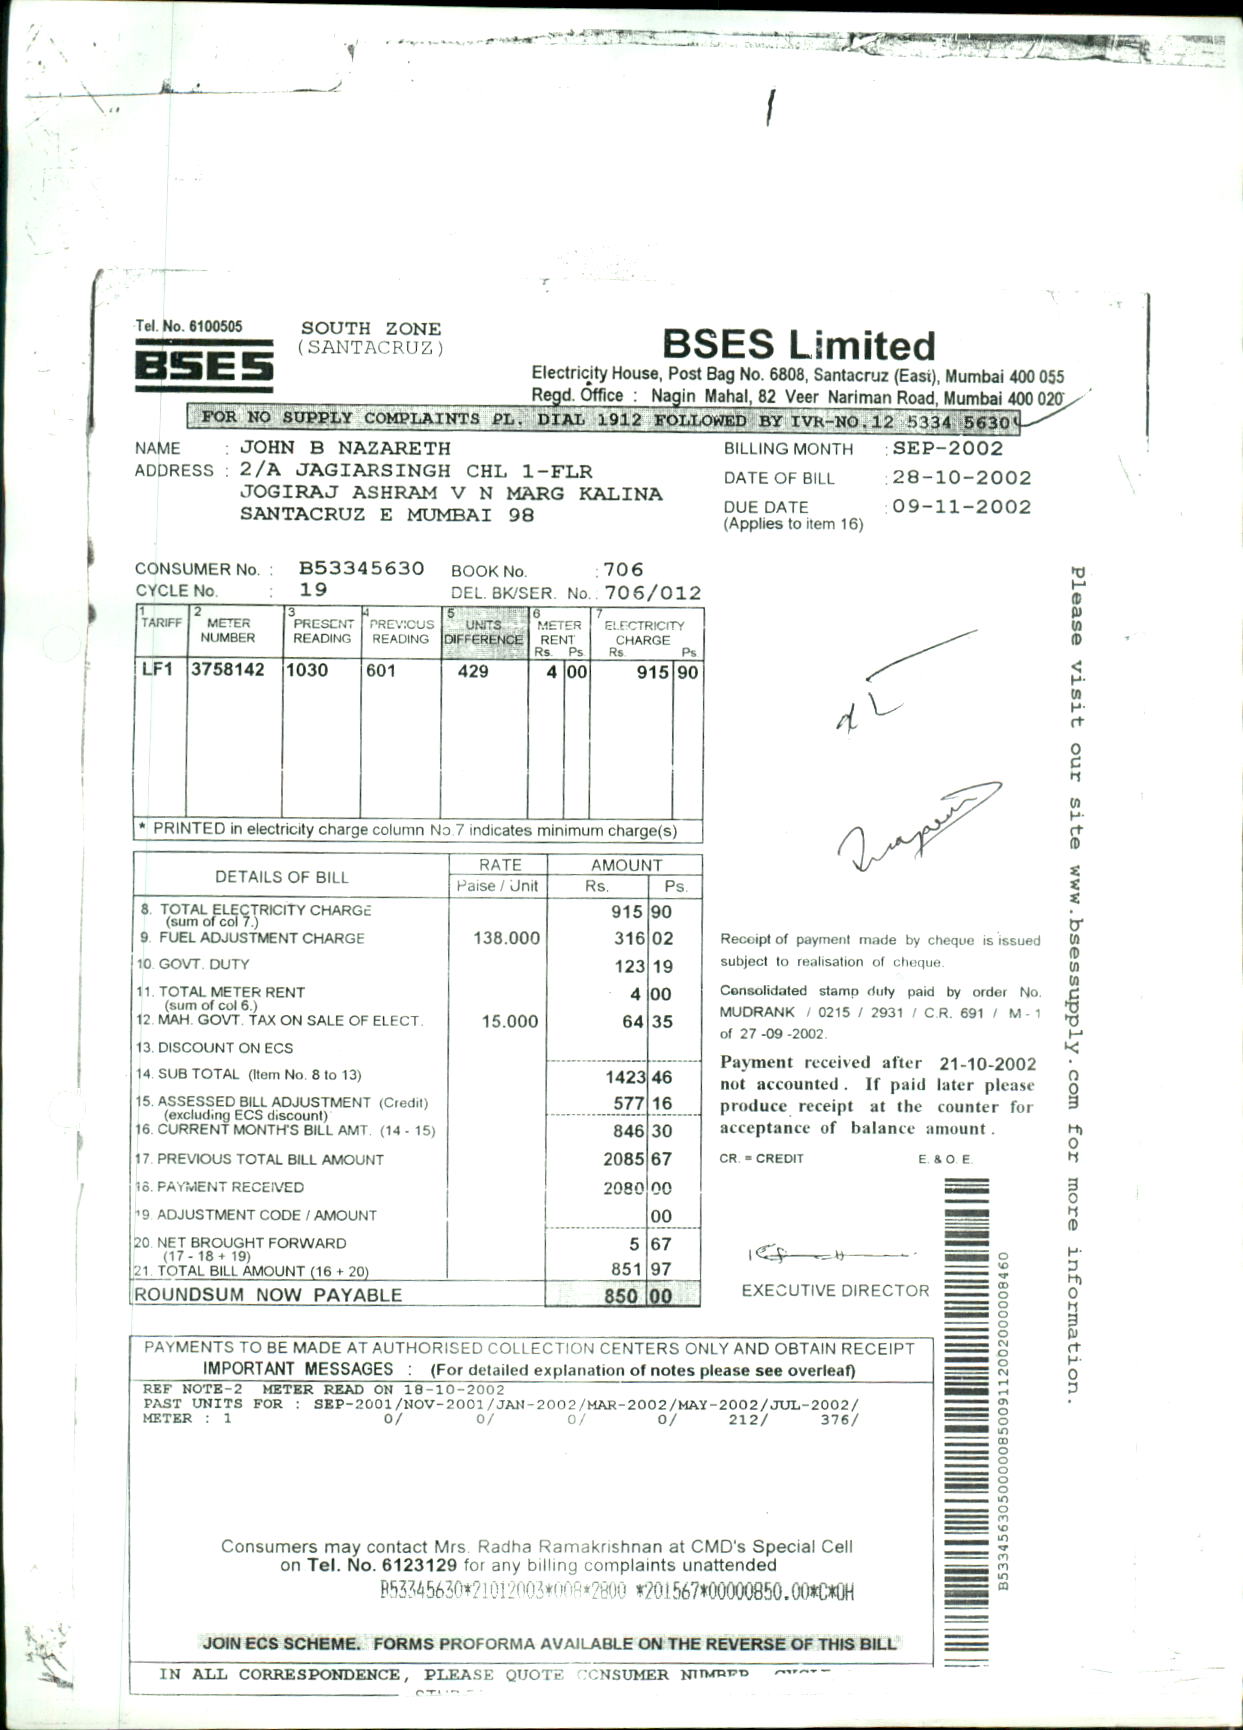 Tel. No. 6100505
BSES
SOUTH ZONE
(SANTACRUZ)
BSES Limited
Electricity House, Post Bag No. 6808, Santacruz (East), Mumbai 400 055
Regd. Office : Nagin Mahal, 82 Veer Nariman Road, Mumbai 400 020
FOR NO SUPPLY COMPLAINTS PL. DIAL 1912 FOLLOWED BY IVR-NO.12 5334 5630
NAME : JOHN B NAZARETH
ADDRESS : 2/A JAGIARSINGH CHL 1-FLR
JOGIRAJ ASHRAM V N MARG KALINA
SANTACRUZ E MUMBAI 98
BILLING MONTH : SEP-2002
DATE OF BILL : 28-10-2002
DUE DATE : 09-11-2002
(Applies to item 16)
CONSUMER No. : B53345630 BOOK No. : 706
CYCLE No. : 19 DEL. BK/SER. No. : 706/012
1 TARIFF 2 METER NUMBER 3 PRESENT READING 4 PREVIOUS READING 5 UNITS DIFFERENCE 6 METER RENT Rs. Ps. 7 ELECTRICITY CHARGE Rs. Ps
LF1 3758142 1030 601 429 4 00 915 90
* PRINTED in electricity charge column No.7 indicates minimum charge(s)
DETAILS OF BILL RATE Paise / Unit AMOUNT Rs. Ps.
8. TOTAL ELECTRICITY CHARGE 915 90
(sum of col 7.)
9. FUEL ADJUSTMENT CHARGE 138.000 316 02
10. GOVT. DUTY 123 19
11. TOTAL METER RENT 4 00
(sum of col 6.)
12. MAH. GOVT. TAX ON SALE OF ELECT. 15.000 64 35
13. DISCOUNT ON ECS
14. SUB TOTAL (Item No. 8 to 13) 1423 46
15. ASSESSED BILL ADJUSTMENT (Credit) 577 16
(excluding ECS discount)
16. CURRENT MONTH'S BILL AMT. (14 - 15) 846 30
17. PREVIOUS TOTAL BILL AMOUNT 2085 67
18. PAYMENT RECEIVED 2080 00
19. ADJUSTMENT CODE / AMOUNT 00
20. NET BROUGHT FORWARD 5 67
(17 - 18 + 19)
21. TOTAL BILL AMOUNT (16 + 20) 851 97
ROUNDSUM NOW PAYABLE 850 00
Receipt of payment made by cheque is issued
subject to realisation of cheque.
Consolidated stamp duty paid by order No.
MUDRANK / 0215 / 2931 / C.R. 691 / M - 1
of 27 -09 -2002.
Payment received after 21-10-2002
not accounted. If paid later please
produce receipt at the counter for
acceptance of balance amount.
CR. = CREDIT E. & O. E.
EXECUTIVE DIRECTOR
Please visit our site www.bsessupply.com for more information.
B53345630500000850091120020000008460
PAYMENTS TO BE MADE AT AUTHORISED COLLECTION CENTERS ONLY AND OBTAIN RECEIPT
IMPORTANT MESSAGES : (For detailed explanation of notes please see overleaf)
REF NOTE-2 METER READ ON 18-10-2002
PAST UNITS FOR : SEP-2001/NOV-2001/JAN-2002/MAR-2002/MAY-2002/JUL-2002/
METER : 1 0/ 0/ 0/ 0/ 212/ 376/
Consumers may contact Mrs. Radha Ramakrishnan at CMD's Special Cell
on Tel. No. 6123129 for any billing complaints unattended
B53345630*21012003*008*2800 *201567*00000850.00*C*OH
JOIN ECS SCHEME. FORMS PROFORMA AVAILABLE ON THE REVERSE OF THIS BILL
IN ALL CORRESPONDENCE, PLEASE QUOTE CONSUMER NUMBER